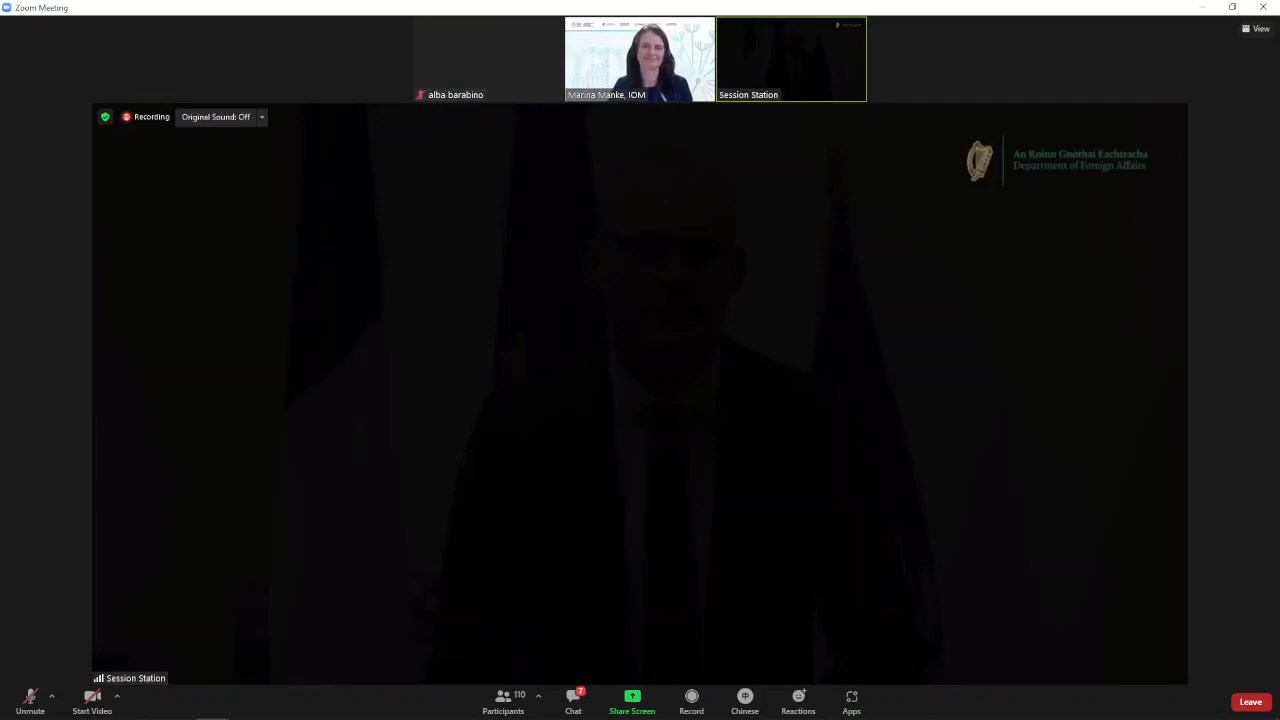 Zoom Meeting
View
alba barabino
Marina Manke, IOM
Session Station
Recording
Original Sound: Off
An Roinn Gnóthaí Eachtracha
Department of Foreign Affairs
Session Station
Unmute
Start Video
110
Participants
7
Chat
Share Screen
Record
中
Chinese
Reactions
Apps
Leave